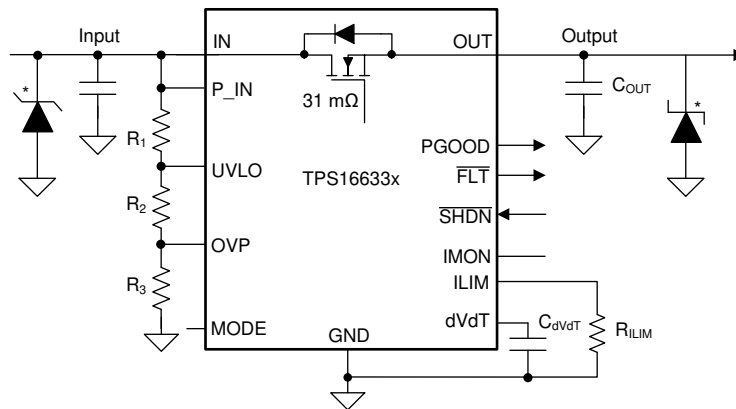 Input
IN
OUT
Output
*
P_IN
31 mΩ
C_OUT
*
R1
PGOOD
UVLO
TPS16633x
FLT
R2
SHDN
OVP
IMON
ILIM
R3
MODE
dVdT
CdVdT
RILIM
GND